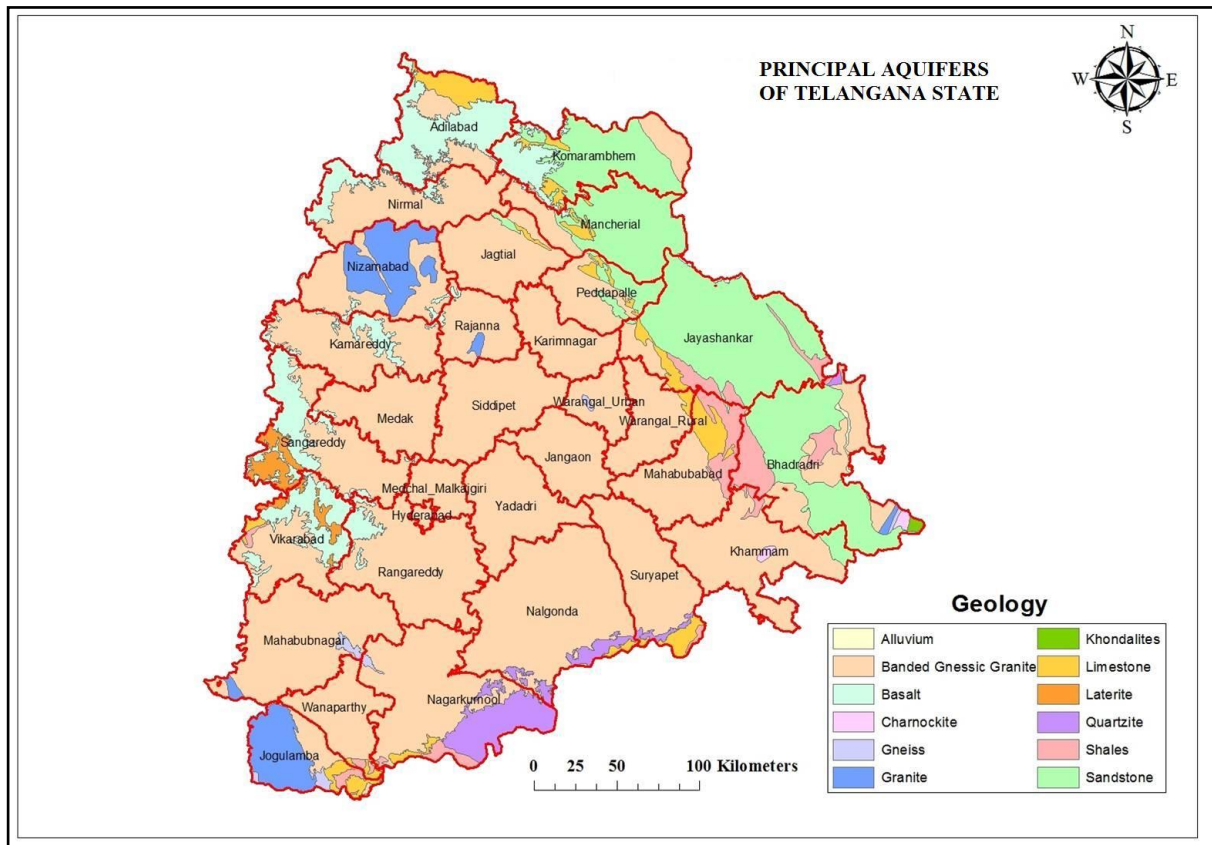 PRINCIPAL AQUIFERS
OF TELANGANA STATE
N
W E
S
Adilabad
Komarambhem
Nirmal
Mancherial
Jagtial
Nizamabad
Peddapalle
Rajanna
Karimnagar
Jayashankar
Kamareddy
Siddipet
Warangal_Urban
Medak
Warangal_Rural
Sangareddy
Jangaon
Bhadradri
Mahabubabad
Medchal_Malkajgiri
Yadadri
Hyderabad
Vikarabad
Khammam
Rangareddy
Suryapet
Nalgonda
Mahabubnagar
Nagarkurnool
Wanaparthy
Jogulamba
0 25 50 100 Kilometers
Geology
Alluvium
Banded Gnessic Granite
Basalt
Charnockite
Gneiss
Granite
Khondalites
Limestone
Laterite
Quartzite
Shales
Sandstone